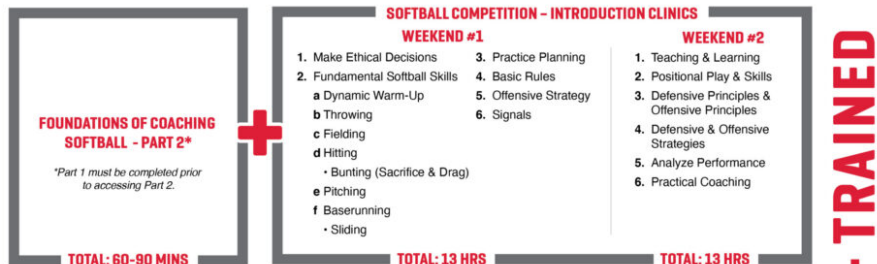 FOUNDATIONS OF COACHING
SOFTBALL - PART 2*
*Part 1 must be completed prior
to accessing Part 2.
TOTAL: 60-90 MINS
+
SOFTBALL COMPETITION – INTRODUCTION CLINICS
WEEKEND #1
1. Make Ethical Decisions
2. Fundamental Softball Skills
a Dynamic Warm-Up
b Throwing
c Fielding
d Hitting
• Bunting (Sacrifice & Drag)
e Pitching
f Baserunning
• Sliding
3. Practice Planning
4. Basic Rules
5. Offensive Strategy
6. Signals
TOTAL: 13 HRS
WEEKEND #2
1. Teaching & Learning
2. Positional Play & Skills
3. Defensive Principles &
Offensive Principles
4. Defensive & Offensive
Strategies
5. Analyze Performance
6. Practical Coaching
TOTAL: 13 HRS
- TRAINED